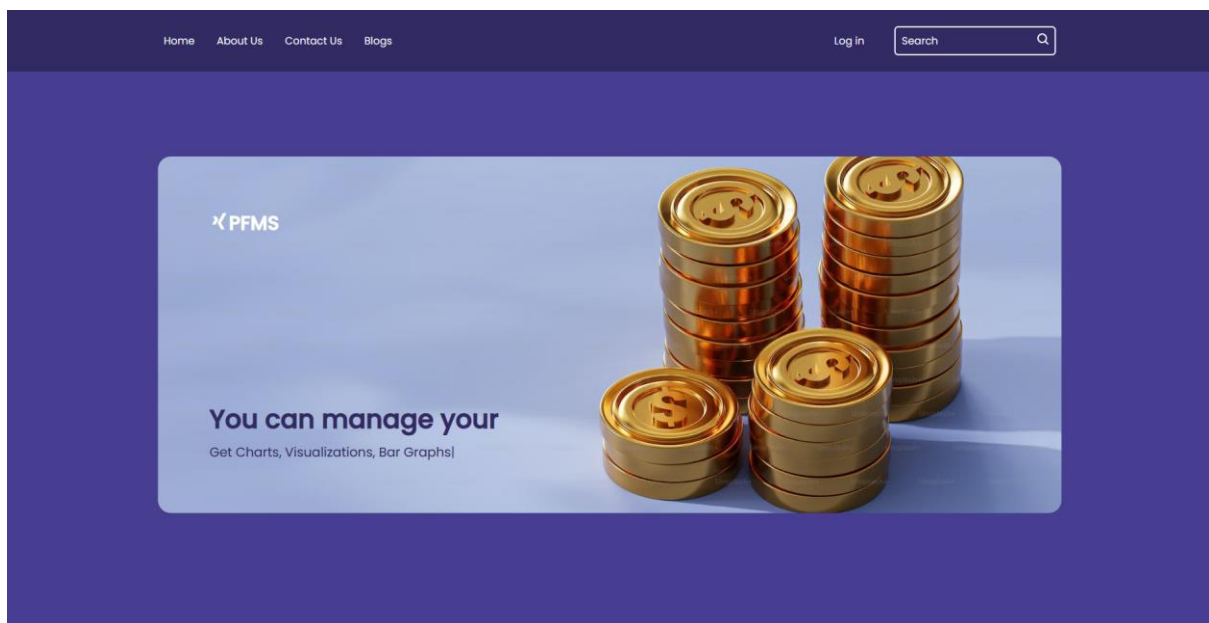 Home About Us Contact Us Blogs Log in Search
PFMS
You can manage your
Get Charts, Visualizations, Bar Graphs|
$